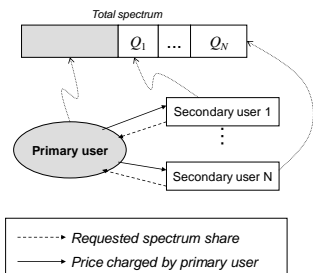 Total spectrum
Q1 ... QN
Secondary user 1
Primary user
⋮
Secondary user N
Requested spectrum share
Price charged by primary user